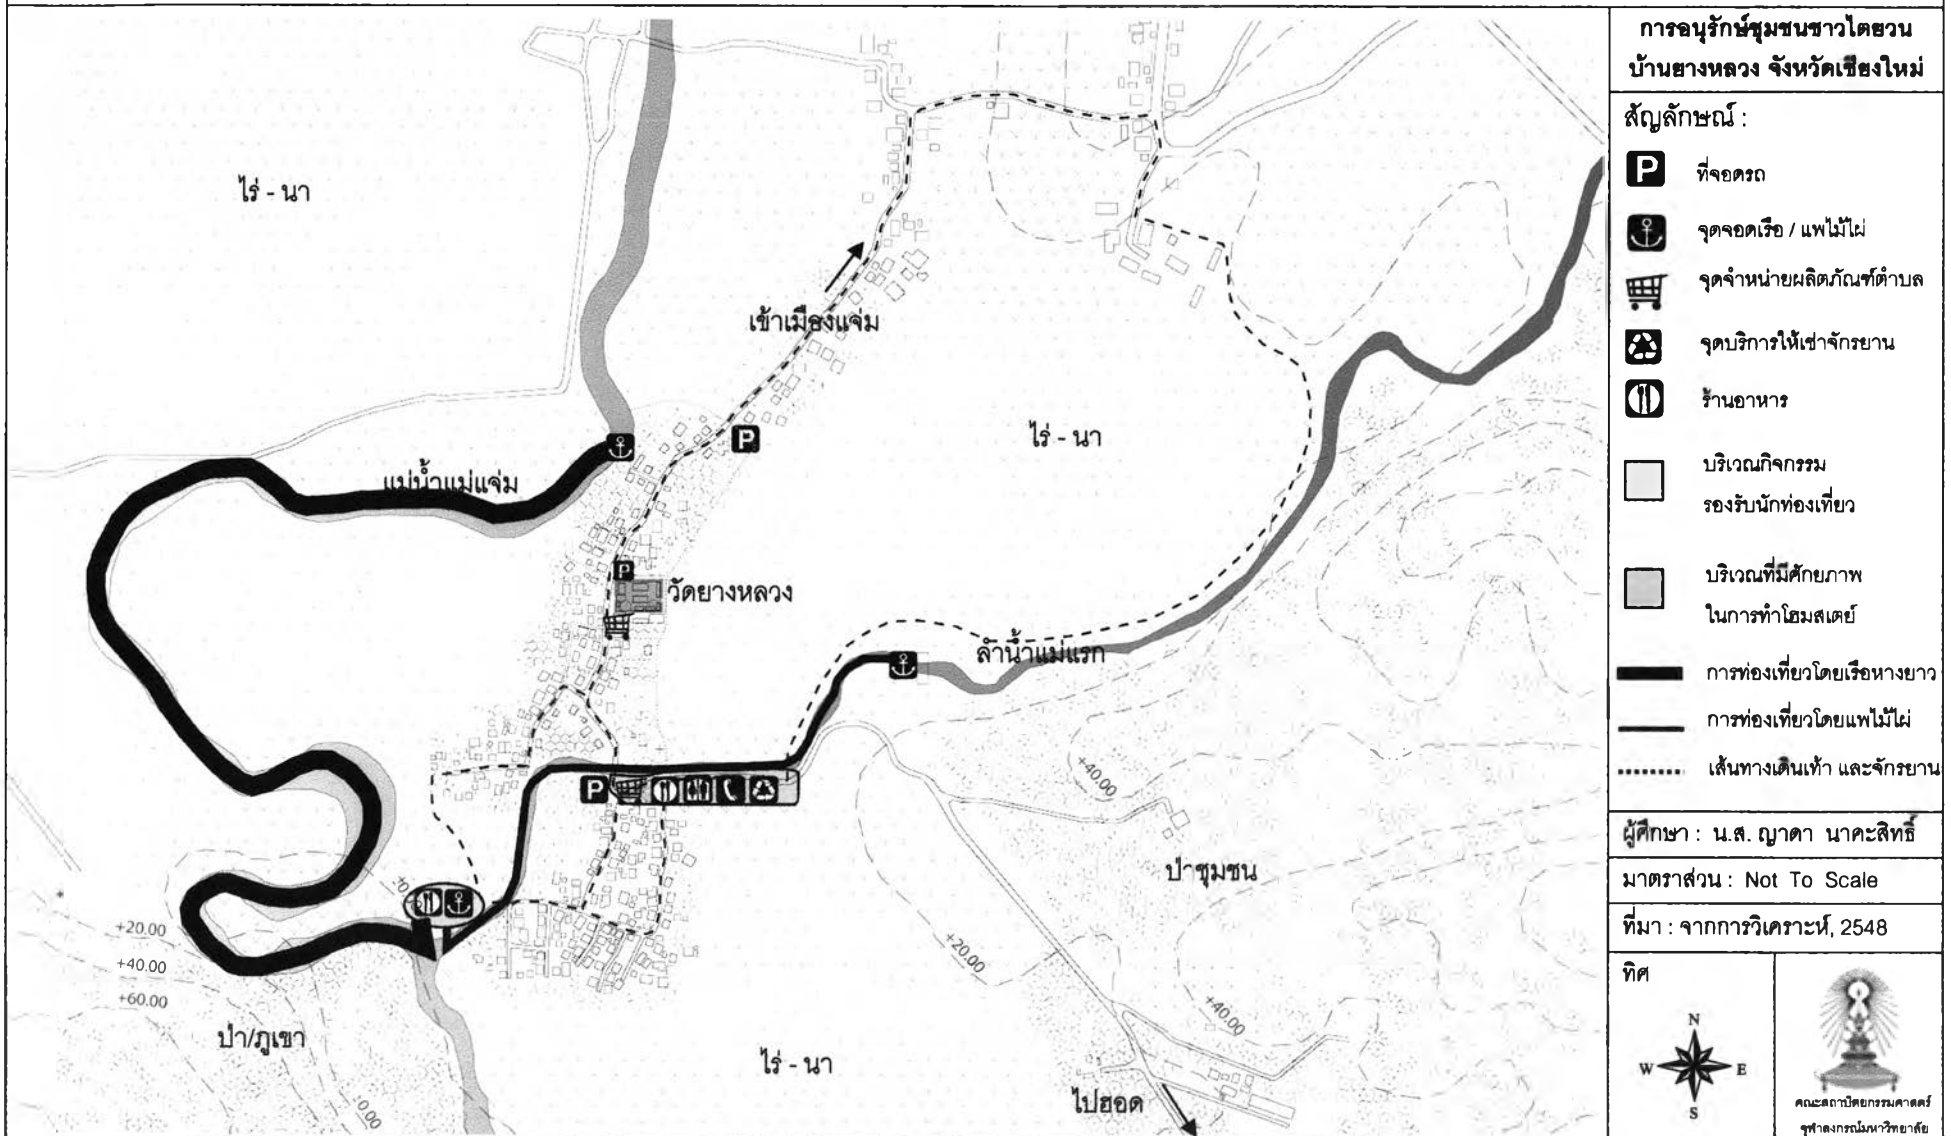 การอนุรักษ์ชุมชนชาวไตยวน
บ้านยางหลวง จังหวัดเชียงใหม่
สัญลักษณ์ :
P ที่จอดรถ
จุดจอดเรือ / แพไม้ไผ่
จุดจำหน่ายผลิตภัณฑ์ตำบล
จุดบริการให้เช่าจักรยาน
ร้านอาหาร
บริเวณกิจกรรม
รองรับนักท่องเที่ยว
บริเวณที่มีศักยภาพ
ในการทำโฮมสเตย์
การท่องเที่ยวโดยเรือหางยาว
การท่องเที่ยวโดยแพไม้ไผ่
เส้นทางเดินเท้า และจักรยาน
ผู้ศึกษา : น.ส. ญาดา นาคะสิทธิ์
มาตราส่วน : Not To Scale
ที่มา : จากการวิเคราะห์, 2548
ทิศ
N
W E
S
คณะสถาปัตยกรรมศาสตร์
จุฬาลงกรณ์มหาวิทยาลัย
ไร่ - นา
เข้าเมืองแจ่ม
P
ไร่ - นา
แม่น้ำแม่แจ่ม
P
วัดยางหลวง
ลำน้ำแม่แรก
P
+40.00
ป่าชุมชน
+20.00
+20.00
+40.00
+60.00
+40.00
ป่า/ภูเขา
ไร่ - นา
0.00
ไปฮอด